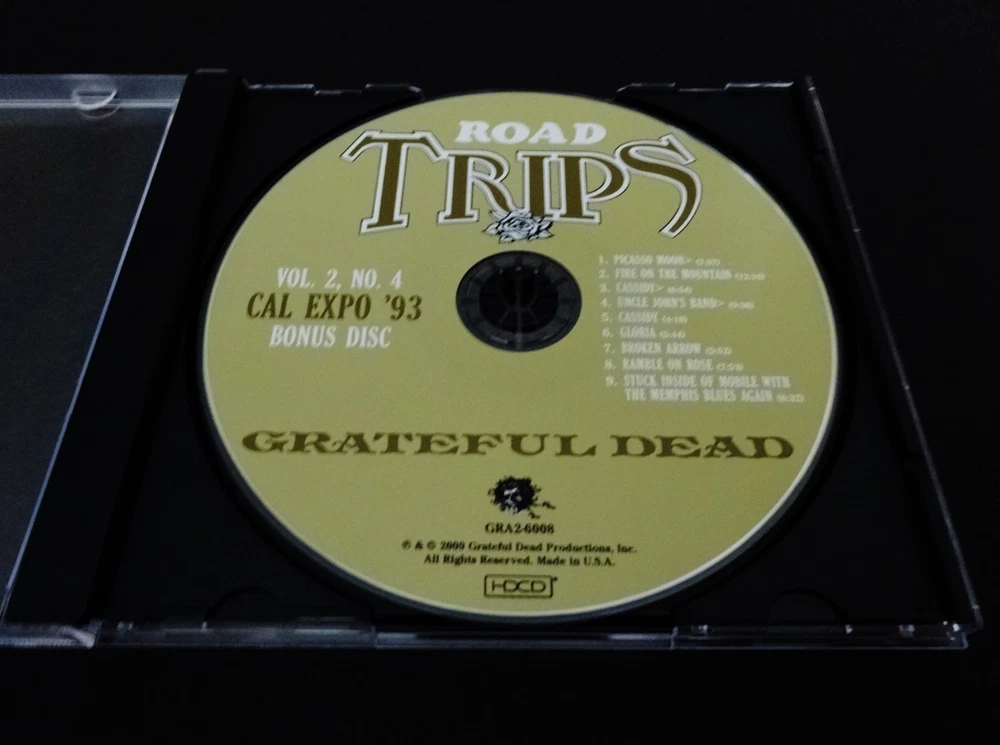 ROAD
TRIPS
VOL. 2, NO. 4
CAL EXPO '93
BONUS DISC
1. PICASSO MOON>
2. FIRE ON THE MOUNTAIN
3. CASSIDY>
4. UNCLE JOHN'S BAND>
5. CASSIDY
6. GLORIA
7. BROKEN ARROW
8. RAMBLE ON ROSE
9. STUCK INSIDE OF MOBILE WITH
THE MEMPHIS BLUES AGAIN
GRATEFUL DEAD
GRA2-6008
℗ & © 2009 Grateful Dead Productions, Inc.
All Rights Reserved. Made in U.S.A.
HDCD